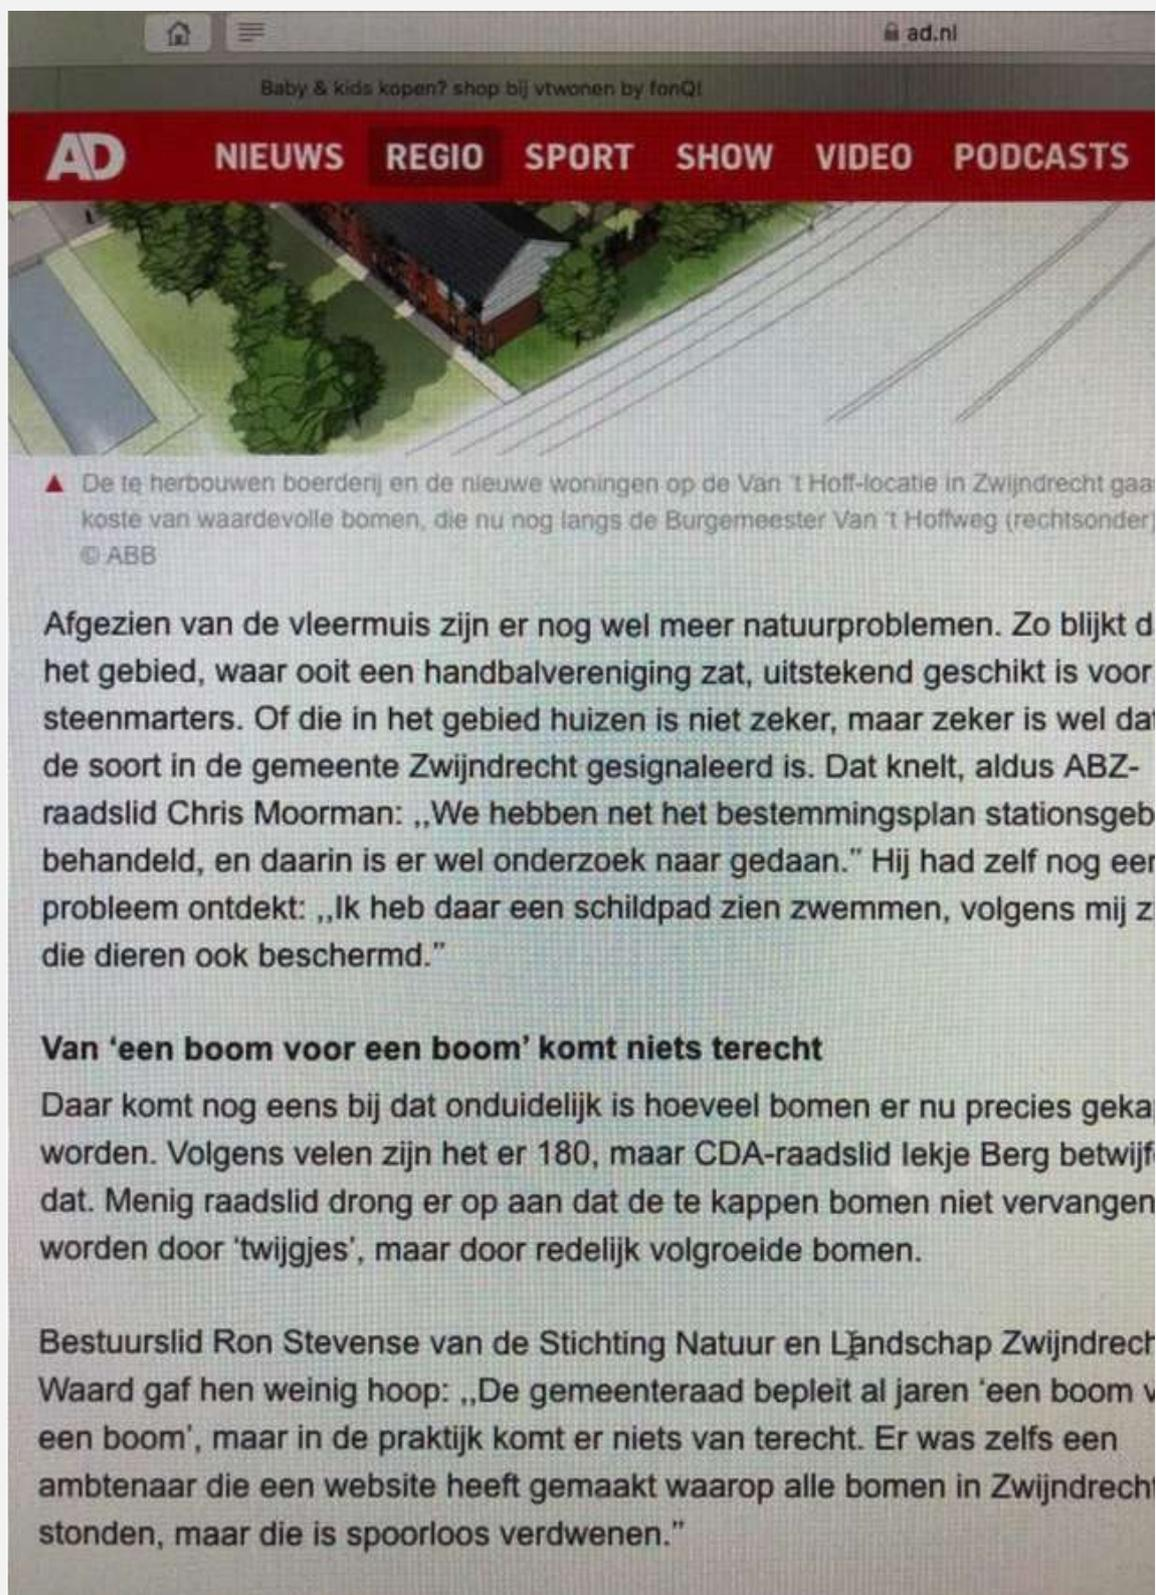 ad.nl
Baby & kids kopen? shop bij vtwonen by fonQ!
AD NIEUWS REGIO SPORT SHOW VIDEO PODCASTS
▲ De te herbouwen boerderij en de nieuwe woningen op de Van 't Hoff-locatie in Zwijndrecht gaa
koste van waardevolle bomen, die nu nog langs de Burgemeester Van 't Hoffweg (rechtsonder)
© ABB
Afgezien van de vleermuis zijn er nog wel meer natuurproblemen. Zo blijkt d
het gebied, waar ooit een handbalvereniging zat, uitstekend geschikt is voor
steenmarters. Of die in het gebied huizen is niet zeker, maar zeker is wel dat
de soort in de gemeente Zwijndrecht gesignaleerd is. Dat knelt, aldus ABZ-
raadslid Chris Moorman: ,,We hebben net het bestemmingsplan stationsgeb
behandeld, en daarin is er wel onderzoek naar gedaan.” Hij had zelf nog een
probleem ontdekt: ,,Ik heb daar een schildpad zien zwemmen, volgens mij zi
die dieren ook beschermd.”
Van ‘een boom voor een boom’ komt niets terecht
Daar komt nog eens bij dat onduidelijk is hoeveel bomen er nu precies geka
worden. Volgens velen zijn het er 180, maar CDA-raadslid Iekje Berg betwijfe
dat. Menig raadslid drong er op aan dat de te kappen bomen niet vervangen
worden door ‘twijgjes’, maar door redelijk volgroeide bomen.
Bestuurslid Ron Stevense van de Stichting Natuur en Landschap Zwijndrech
Waard gaf hen weinig hoop: ,,De gemeenteraad bepleit al jaren ‘een boom v
een boom’, maar in de praktijk komt er niets van terecht. Er was zelfs een
ambtenaar die een website heeft gemaakt waarop alle bomen in Zwijndrecht
stonden, maar die is spoorloos verdwenen.”